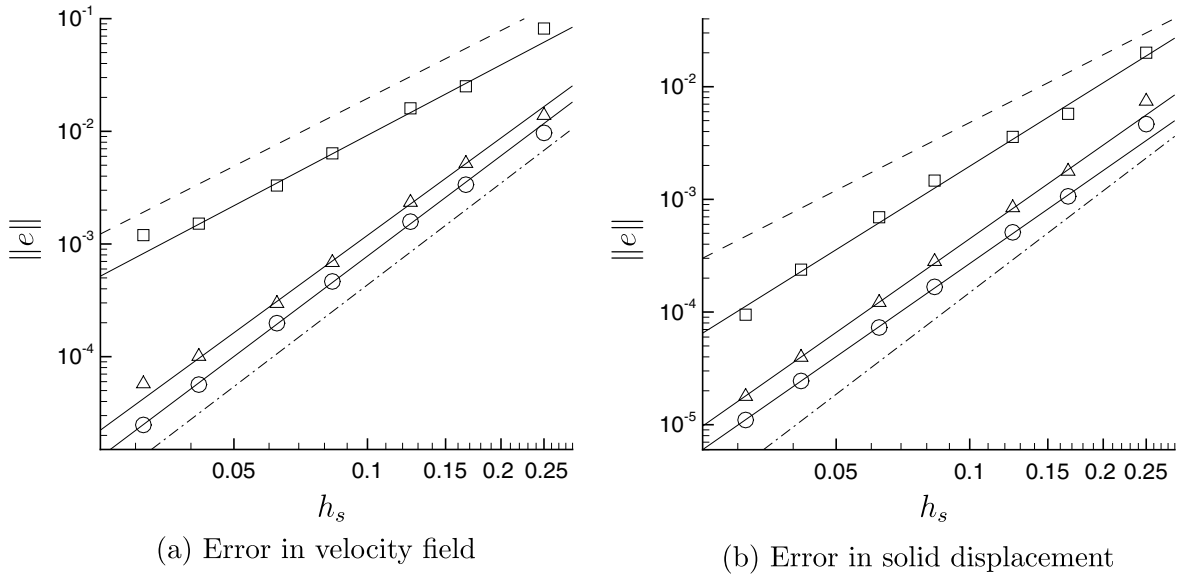 10^-1
10^-2
10^-3
10^-4
||e||
0.05 0.1 0.15 0.2 0.25
h_s
(a) Error in velocity field
10^-2
10^-3
10^-4
10^-5
||e||
0.05 0.1 0.15 0.2 0.25
h_s
(b) Error in solid displacement